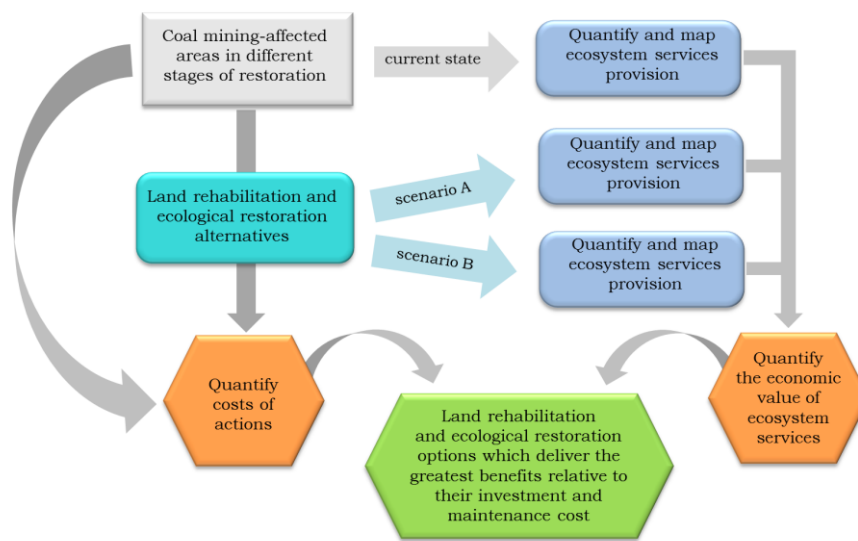 Coal mining-affected
areas in different
stages of restoration
current state
Quantify and map
ecosystem services
provision
Land rehabilitation and
ecological restoration
alternatives
scenario A
Quantify and map
ecosystem services
provision
scenario B
Quantify and map
ecosystem services
provision
Quantify
costs of
actions
Land rehabilitation
and ecological restoration
options which deliver the
greatest benefits relative to
their investment and
maintenance cost
Quantify
the economic
value of
ecosystem
services